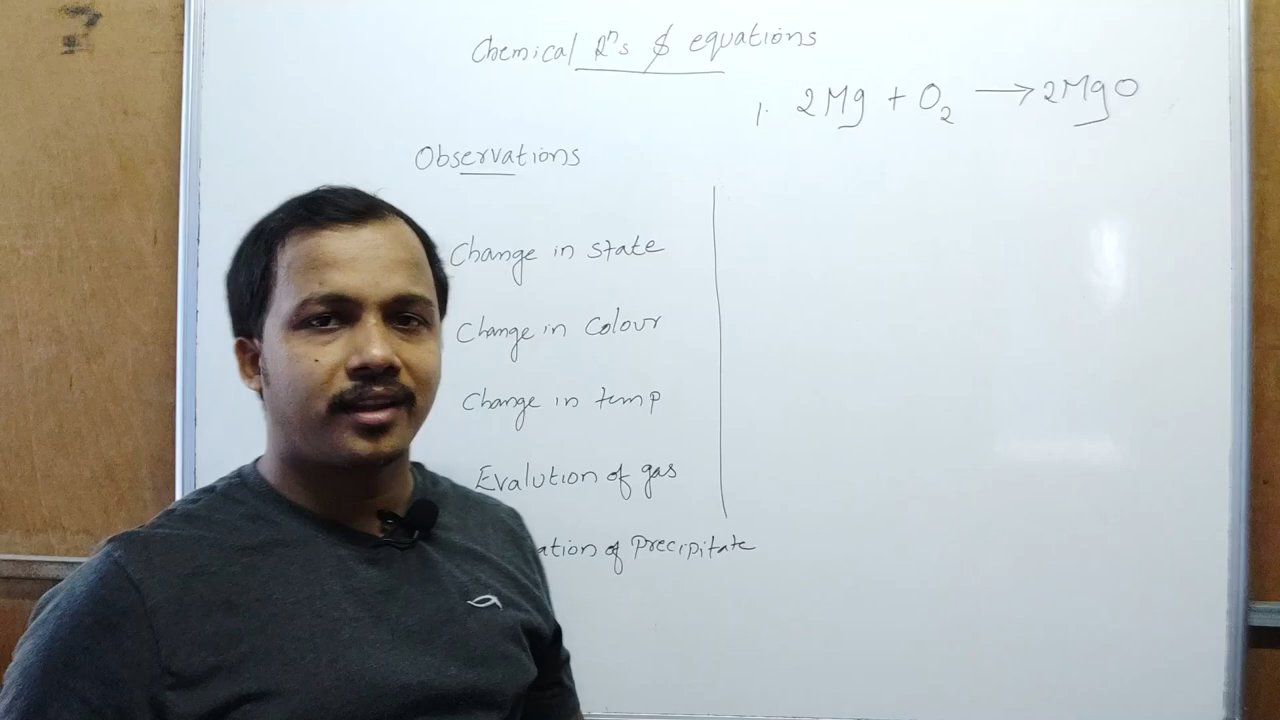 Chemical Rⁿs & equations
1. 2Mg + O₂ → 2MgO
Observations
Change in state
Change in Colour
Change in temp
Evalution of gas
ation of Precipitate